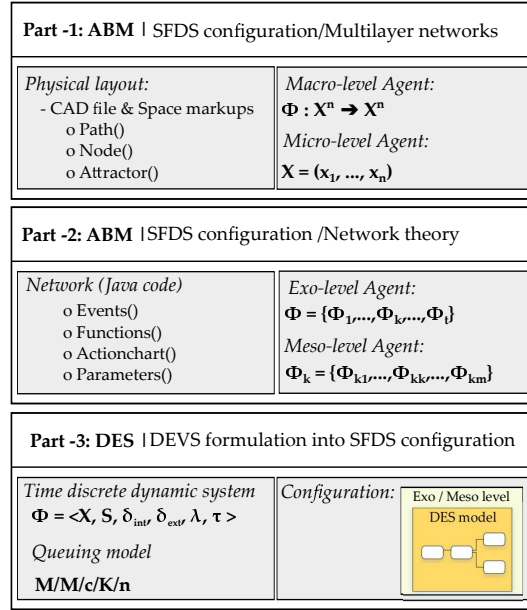 Part -1: ABM | SFDS configuration/Multilayer networks
Physical layout:
- CAD file & Space markups
o Path()
o Node()
o Attractor()
Macro-level Agent:
Φ : Xⁿ ➔ Xⁿ
Micro-level Agent:
X = (x₁, ..., xₙ)
Part -2: ABM |SFDS configuration /Network theory
Network (Java code)
o Events()
o Functions()
o Actionchart()
o Parameters()
Exo-level Agent:
Φ = {Φ₁,...,Φₖ,...,Φₜ}
Meso-level Agent:
Φₖ = {Φₖ₁,...,Φₖₖ,...,Φₖₘ}
Part -3: DES |DEVS formulation into SFDS configuration
Time discrete dynamic system
Φ = <X, S, δ_int, δ_ext, λ, τ >
Queuing model
M/M/c/K/n
Configuration:
Exo / Meso level
DES model